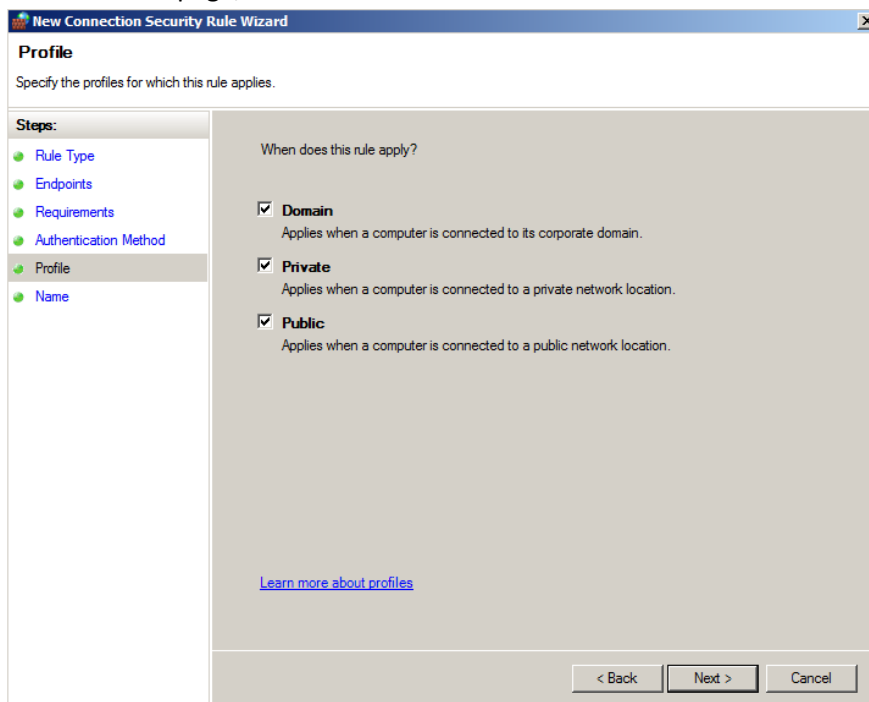 New Connection Security Rule Wizard
Profile
Specify the profiles for which this rule applies.
Steps:
Rule Type
Endpoints
Requirements
Authentication Method
Profile
Name
When does this rule apply?
Domain
Applies when a computer is connected to its corporate domain.
Private
Applies when a computer is connected to a private network location.
Public
Applies when a computer is connected to a public network location.
Learn more about profiles
< Back Next > Cancel